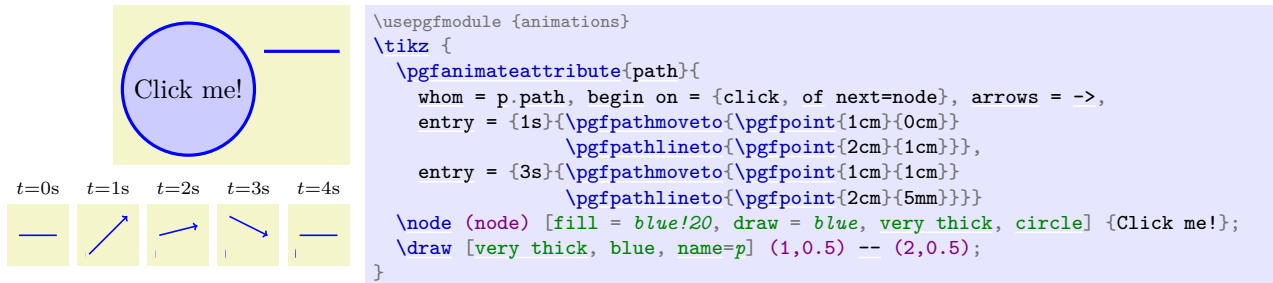 Click me!
t=0s t=1s t=2s t=3s t=4s
\usepgfmodule {animations}
\tikz {
  \pgfanimateattribute{path}{
    whom = p.path, begin on = {click, of next=node}, arrows = ->,
    entry = {1s}{\pgfpathmoveto{\pgfpoint{1cm}{0cm}}
                 \pgfpathlineto{\pgfpoint{2cm}{1cm}}},
    entry = {3s}{\pgfpathmoveto{\pgfpoint{1cm}{1cm}}
                 \pgfpathlineto{\pgfpoint{2cm}{5mm}}}}
  \node (node) [fill = blue!20, draw = blue, very thick, circle] {Click me!};
  \draw [very thick, blue, name=p] (1,0.5) -- (2,0.5);
}